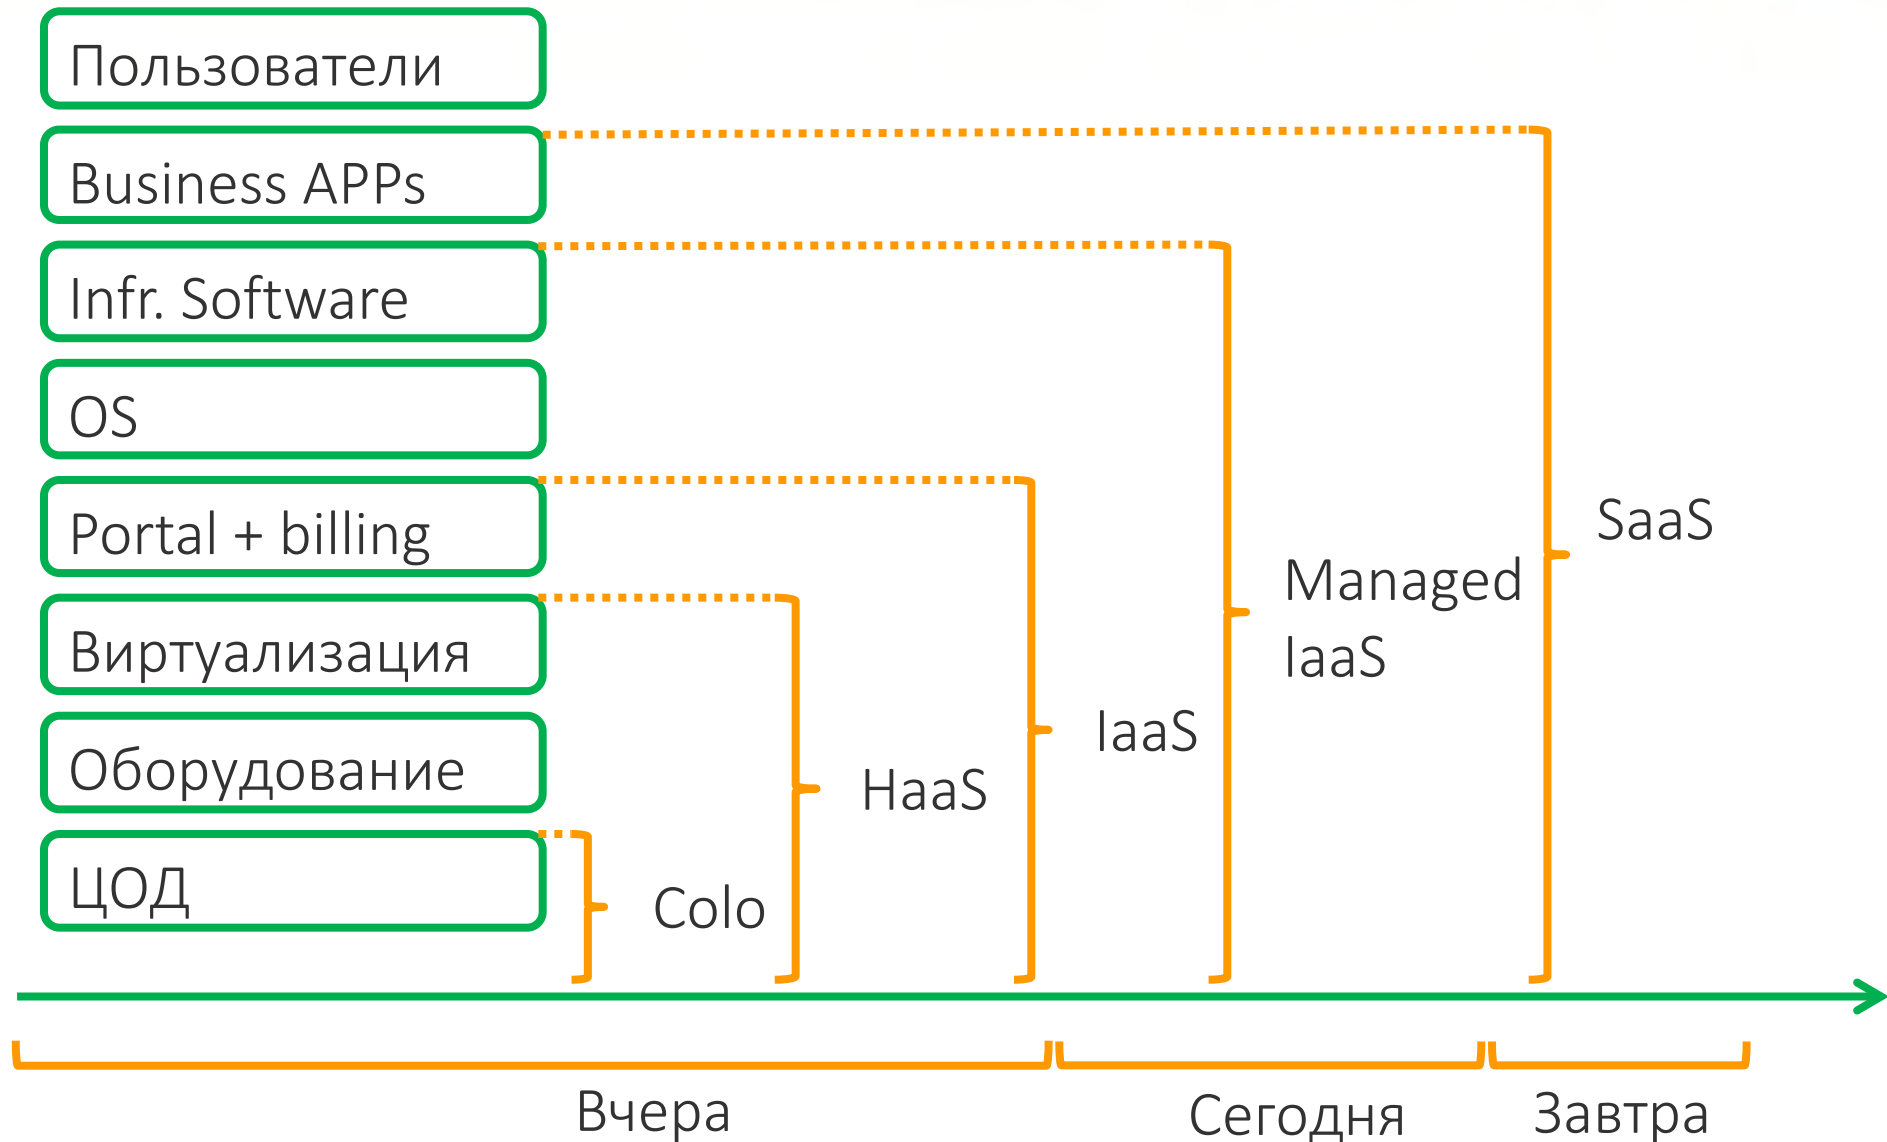 Пользователи
Business APPs
Infr. Software
OS
Portal + billing
Виртуализация
Оборудование
ЦОД
Colo
HaaS
IaaS
Managed
IaaS
SaaS
Вчера
Сегодня
Завтра